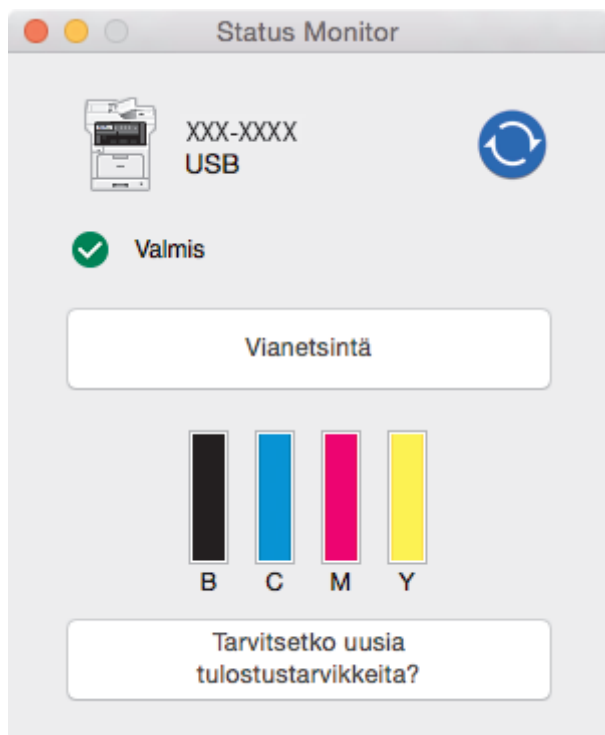 Status Monitor
XXX-XXXX
USB
Valmis
Vianetsintä
B C M Y
Tarvitsetko uusia
tulostustarvikkeita?